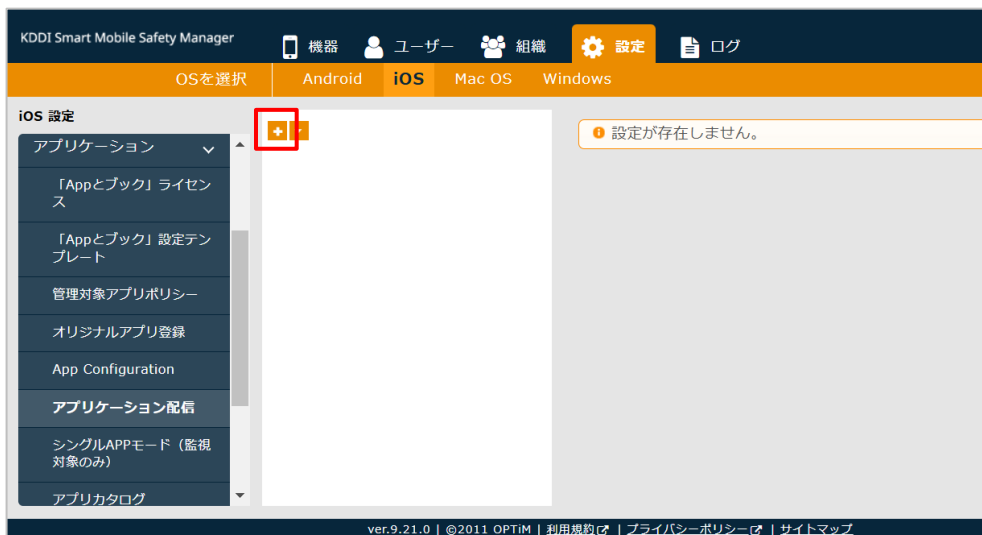 KDDI Smart Mobile Safety Manager
機器 ユーザー 組織 設定 ログ
OSを選択 Android iOS Mac OS Windows
iOS 設定
アプリケーション
「Appとブック」ライセン
ス
「Appとブック」設定テン
プレート
管理対象アプリポリシー
オリジナルアプリ登録
App Configuration
アプリケーション配信
シングルAPPモード（監視
対象のみ）
アプリカタログ
設定が存在しません。
ver.9.21.0 | ©2011 OPTiM | 利用規約 | プライバシーポリシー | サイトマップ